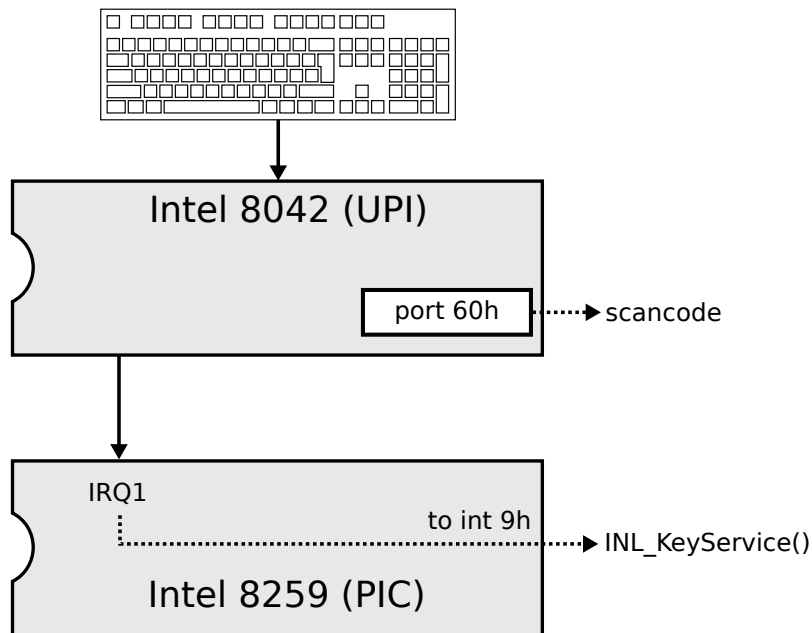 Intel 8042 (UPI)
port 60h
scancode
IRQ1
to int 9h
INL_KeyService()
Intel 8259 (PIC)